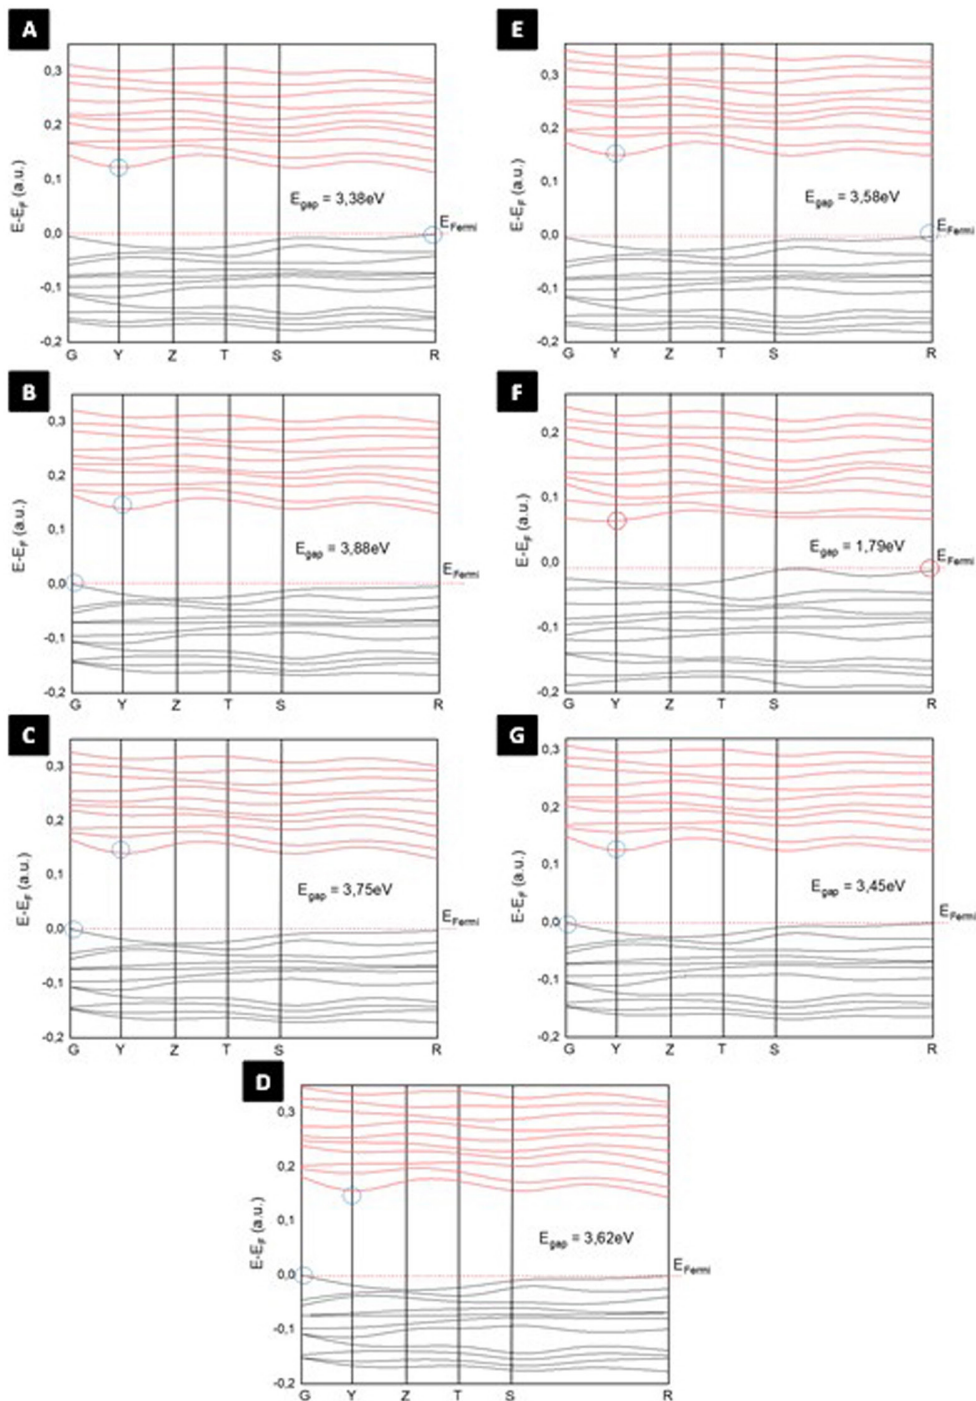 A
0,3
0,2
0,1
0,0
-0,1
-0,2
E-E_F (a.u.)
E_gap = 3,38eV
E_Fermi
G Y Z T S R
E
0,3
0,2
0,1
0,0
-0,1
-0,2
E-E_F (a.u.)
E_gap = 3,58eV
E_Fermi
G Y Z T S R
B
0,3
0,2
0,1
0,0
-0,1
-0,2
E-E_F (a.u.)
E_gap = 3,88eV
E_Fermi
G Y Z T S R
F
0,2
0,1
0,0
-0,1
-0,2
E-E_F (a.u.)
E_gap = 1,79eV
E_Fermi
G Y Z T S R
C
0,3
0,2
0,1
0,0
-0,1
-0,2
E-E_F (a.u.)
E_gap = 3,75eV
E_Fermi
G Y Z T S R
G
0,3
0,2
0,1
0,0
-0,1
-0,2
E-E_F (a.u.)
E_gap = 3,45eV
E_Fermi
G Y Z T S R
D
0,3
0,2
0,1
0,0
-0,1
-0,2
E-E_F (a.u.)
E_gap = 3,62eV
E_Fermi
G Y Z T S R